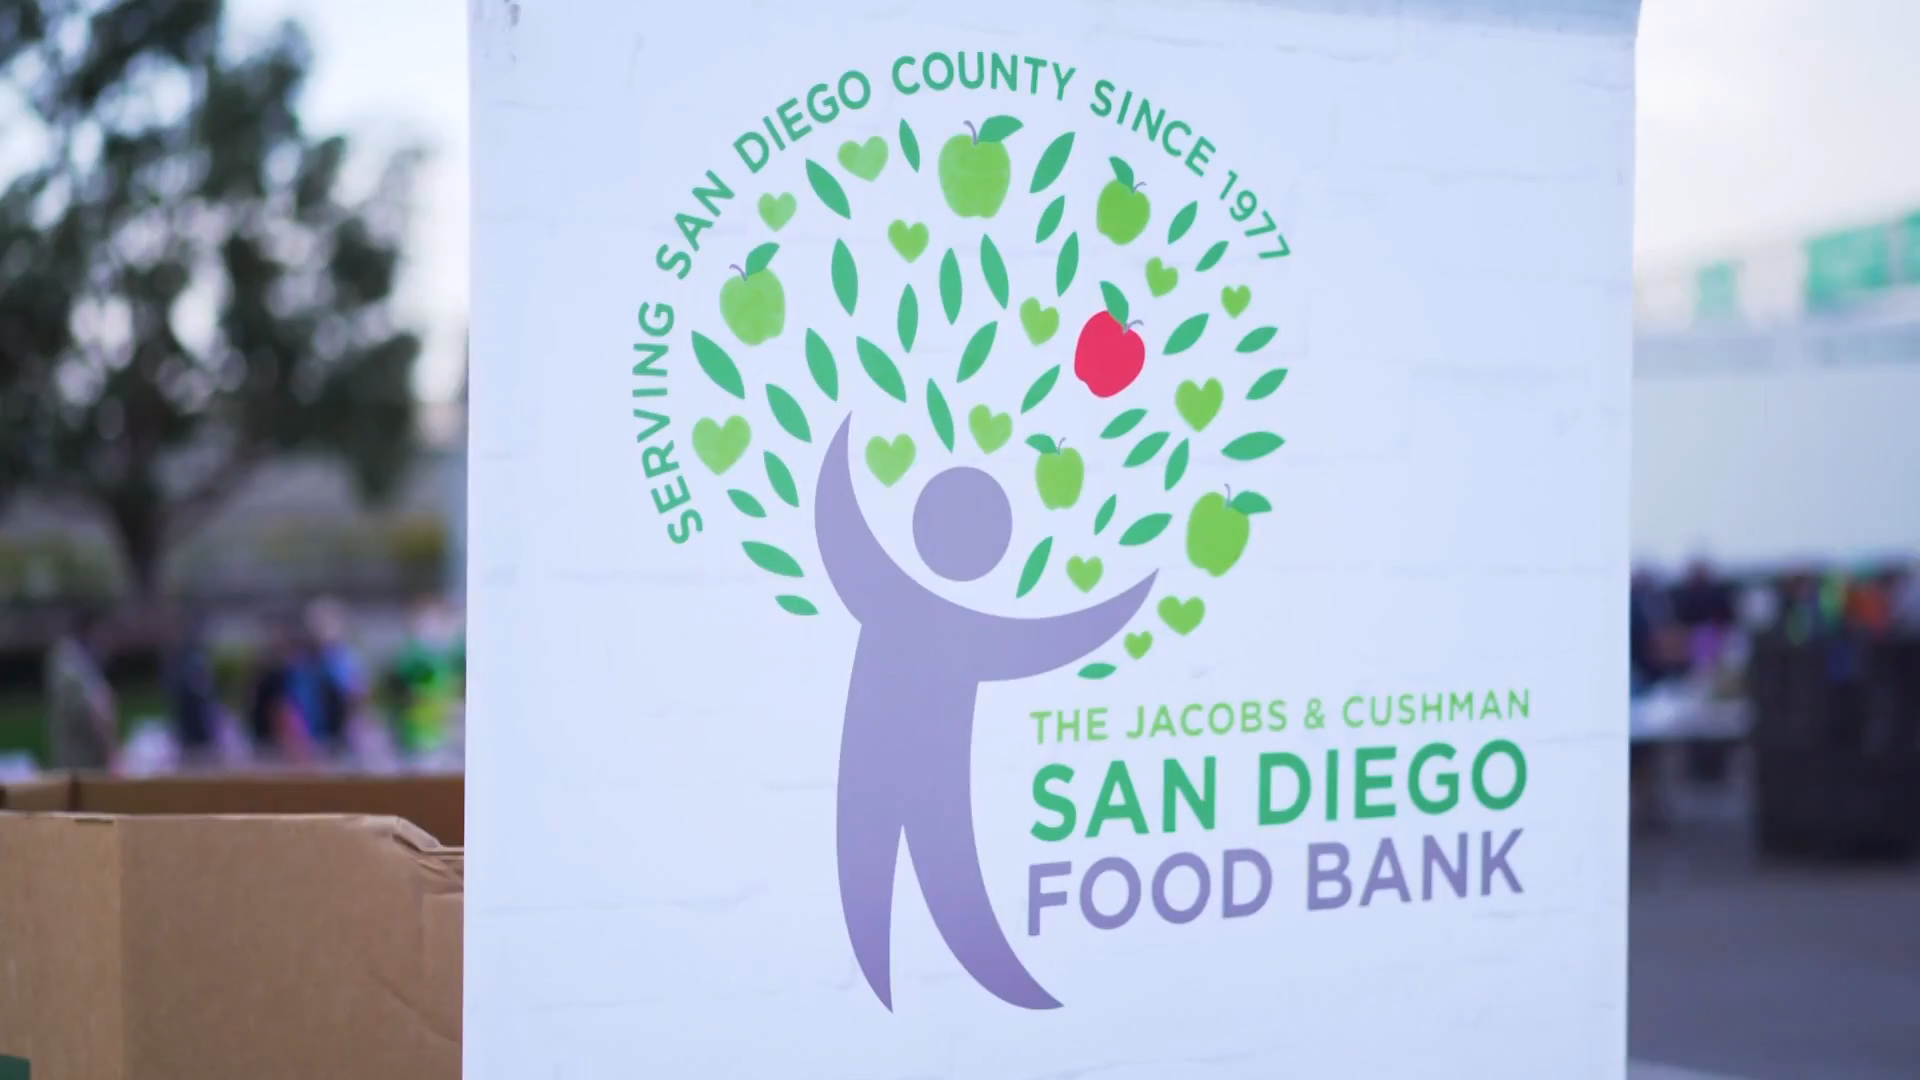 SERVING SAN DIEGO COUNTY SINCE 1977
THE JACOBS & CUSHMAN
SAN DIEGO
FOOD BANK